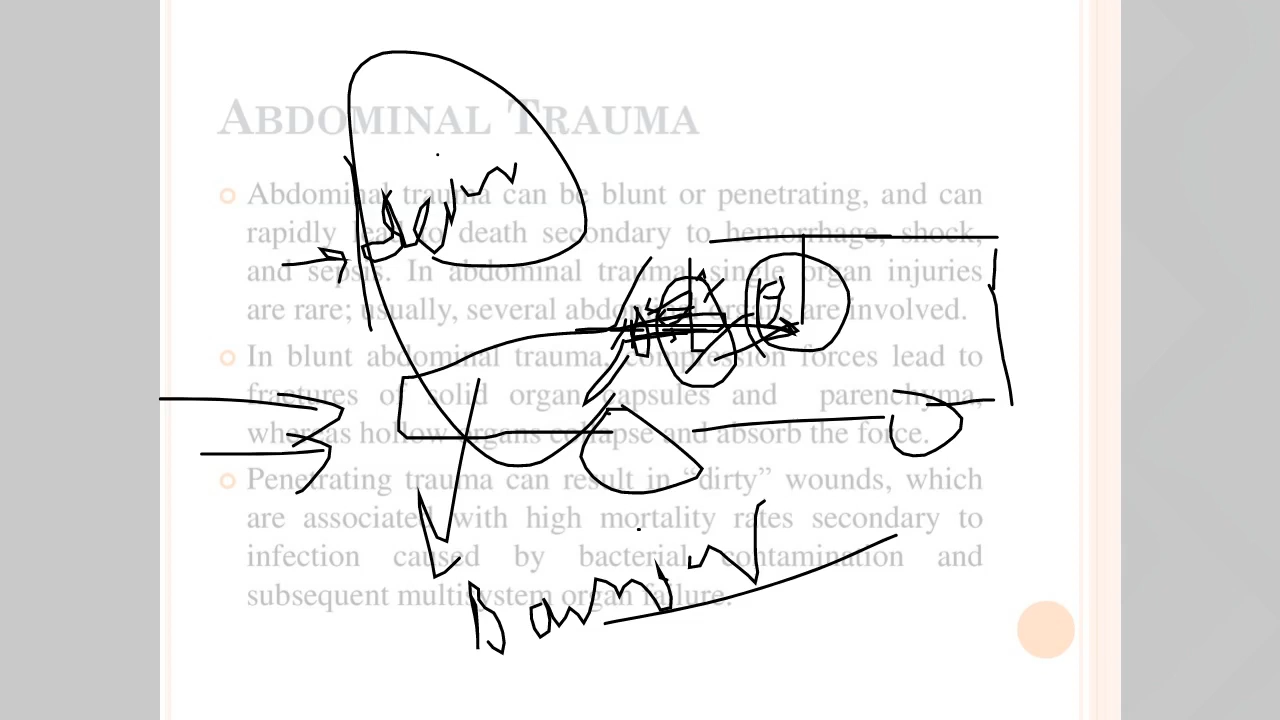 ABDOMINAL TRAUMA
Abdominal trauma can be blunt or penetrating, and can
rapidly lead to death secondary to hemorrhage, shock,
and sepsis. In abdominal trauma single organ injuries
are rare; usually, several abdominal organs are involved.
In blunt abdominal trauma, compression forces lead to
fractures of solid organ capsules and parenchyma,
whereas hollow organs collapse and absorb the force.
Penetrating trauma can result in “dirty” wounds, which
are associated with high mortality rates secondary to
infection caused by bacterial contamination and
subsequent multisystem organ failure.